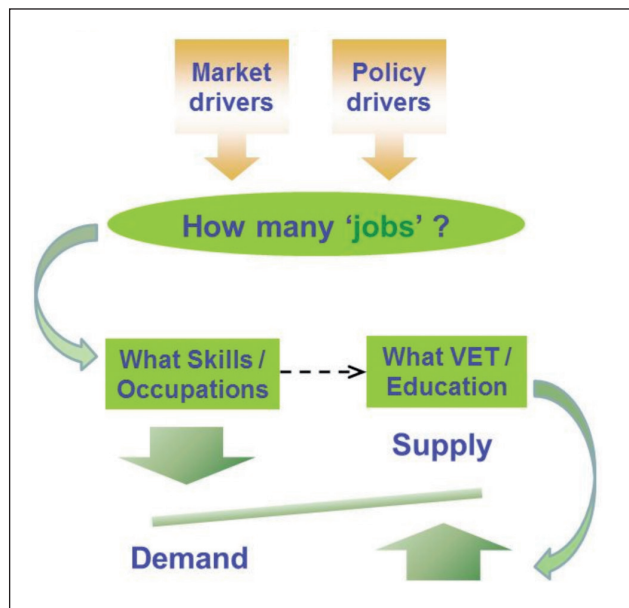 Market
drivers
Policy
drivers
How many ‘jobs’ ?
What Skills /
Occupations
What VET /
Education
Supply
Demand